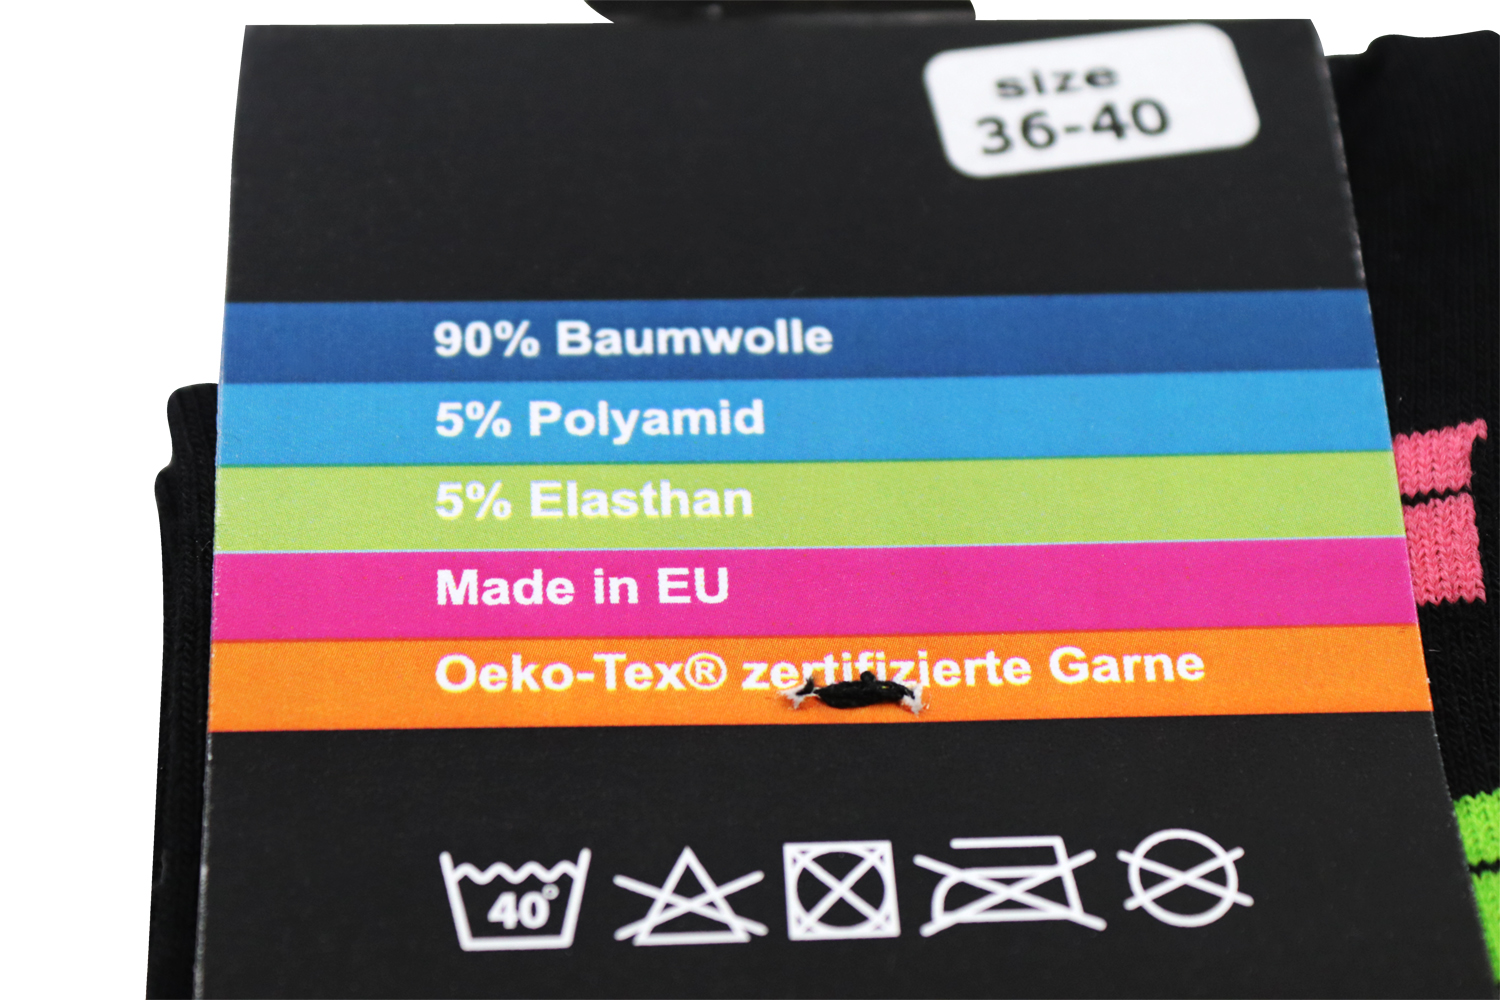 size
36-40
90% Baumwolle
5% Polyamid
5% Elasthan
Made in EU
Oeko-Tex® zertifizierte Garne
40°